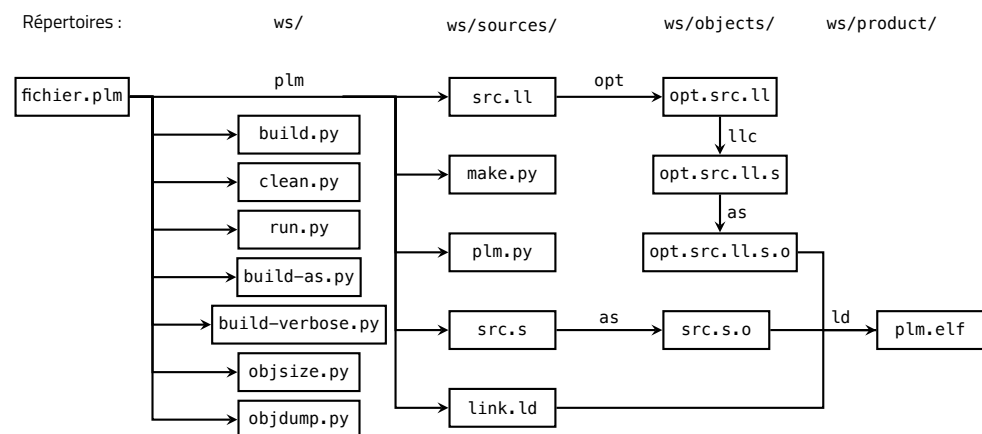 Répertoires : ws/ ws/sources/ ws/objects/ ws/product/
plm opt
fichier.plm src.ll opt.src.ll
build.py llc
clean.py make.py opt.src.ll.s
run.py as
plm.py opt.src.ll.s.o
build-as.py
build-verbose.py src.s as src.s.o ld plm.elf
objsize.py
link.ld
objdump.py